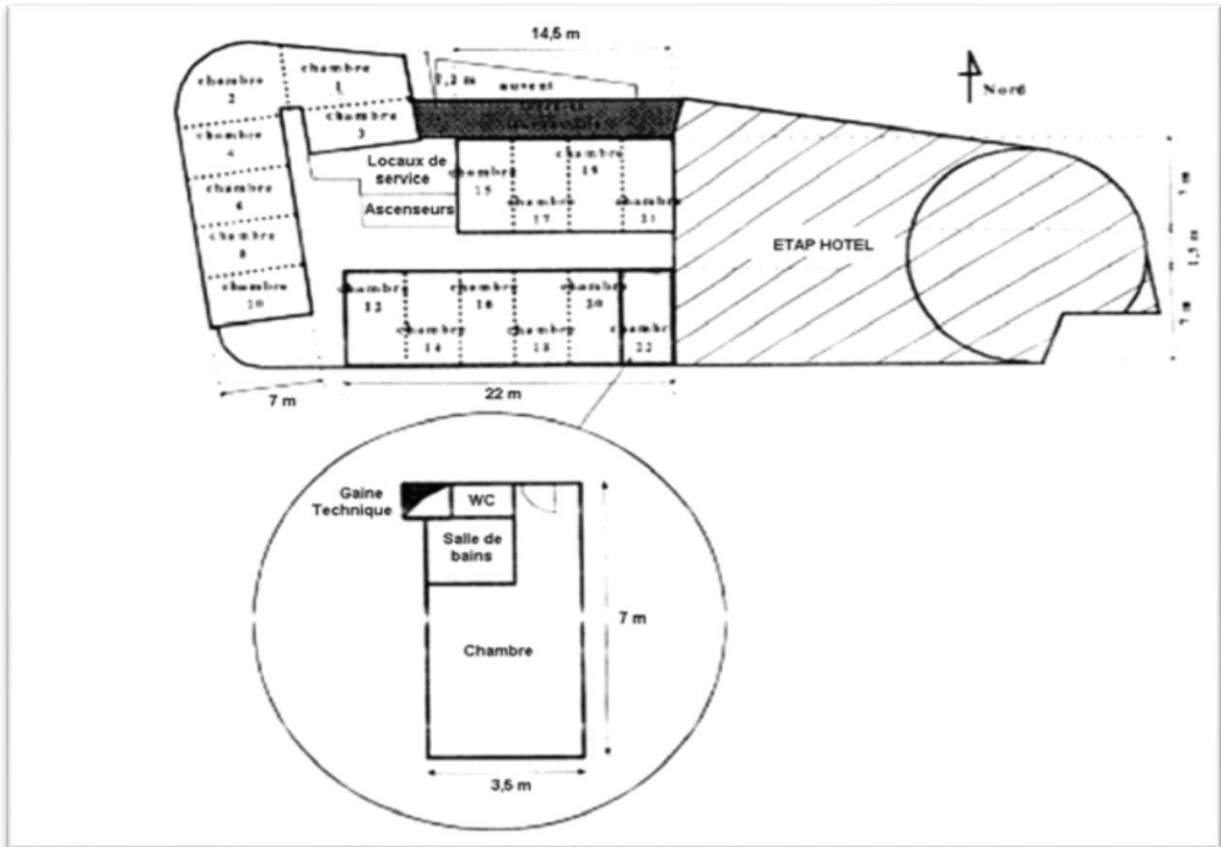 14,5 m
chambre
1
chambre
2
auvent
Nord
chambre
3
chambre
4
Locaux de
service
chambre
15
chambre
19
Ascenseurs
chambre
6
chambre
17
chambre
21
ETAP HOTEL
chambre
8
chambre
10
chambre
12
chambre
16
chambre
20
chambre
14
chambre
18
chambre
22
7 m
1,5 m
7 m
7 m
22 m
Gaine
Technique
WC
Salle de
bains
7 m
Chambre
3,5 m